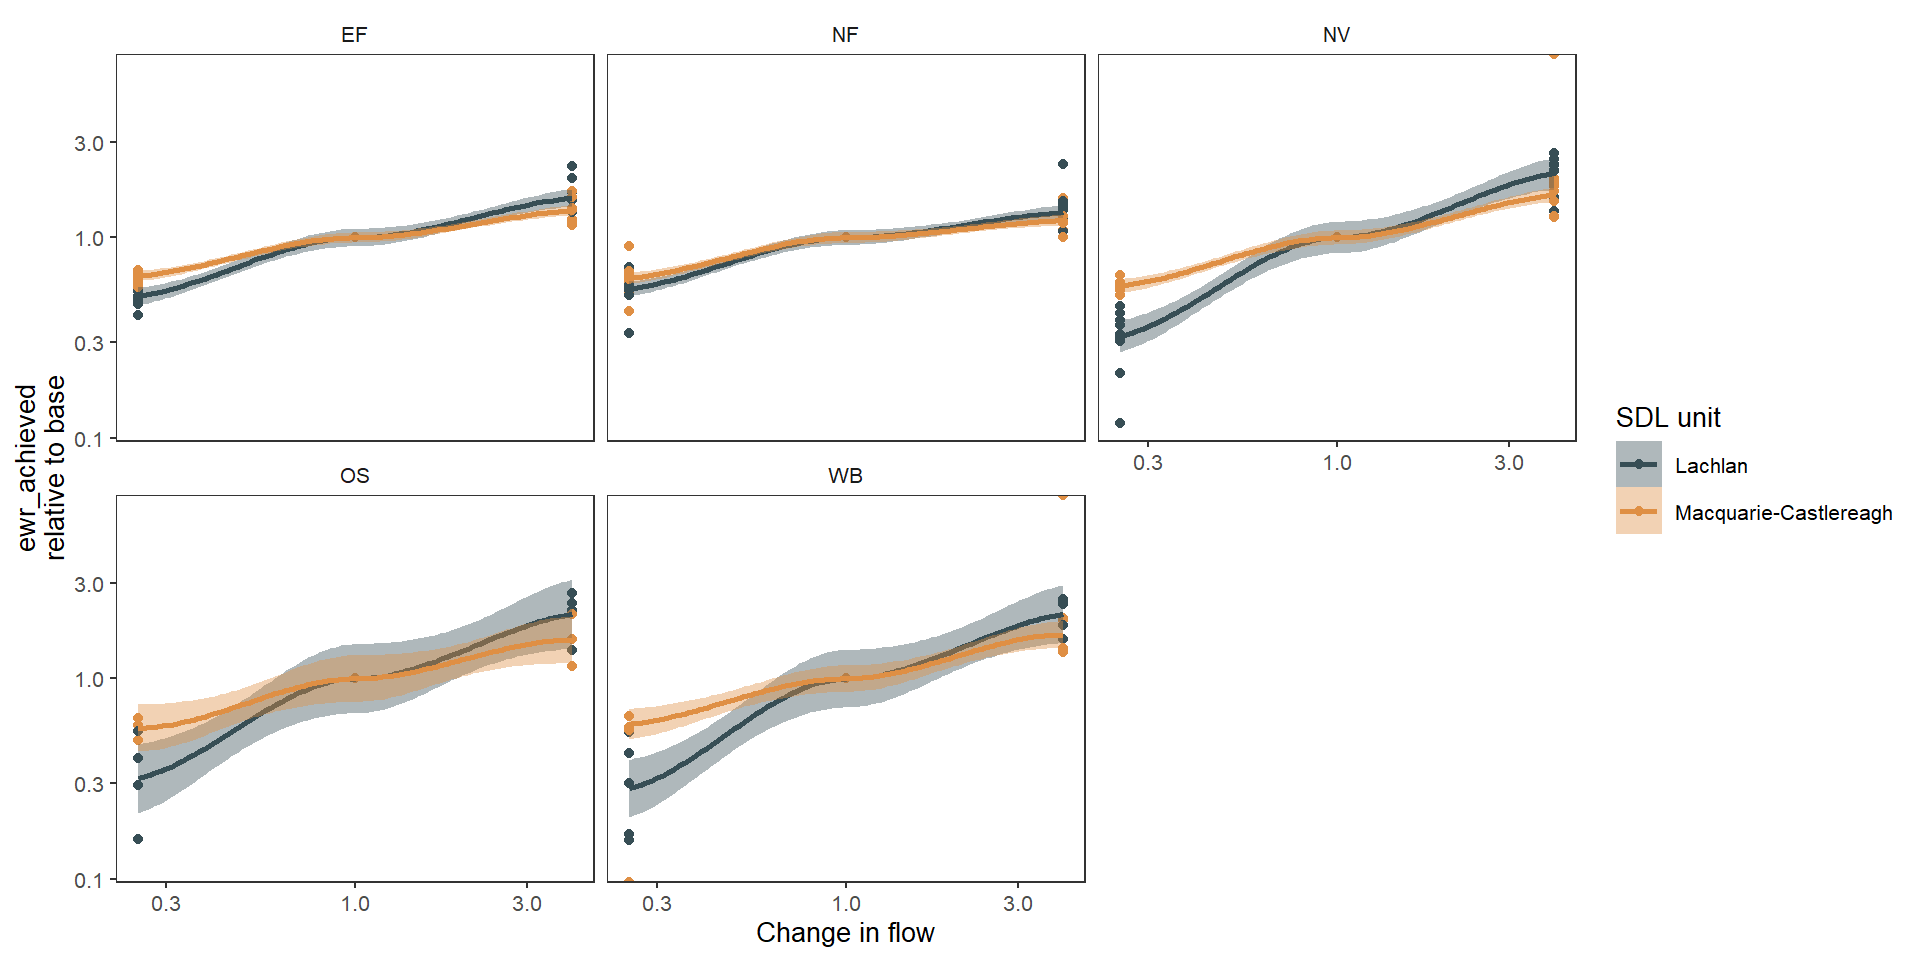 EF
NF
NV
3.0
1.0
0.3
0.1
0.3
1.0
3.0
OS
WB
3.0
1.0
0.3
0.1
0.3
1.0
3.0
0.3
1.0
3.0
Change in flow
ewr_achieved
relative to base
SDL unit
Lachlan
Macquarie-Castlereagh